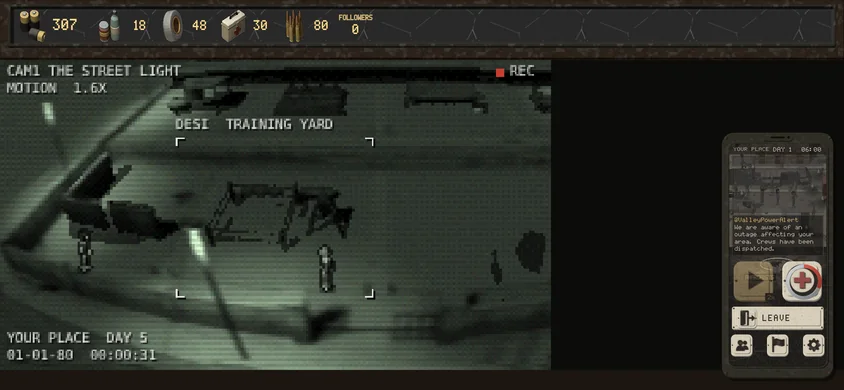 307 18 48 30 80 FOLLOWERS 0
CAM1 THE STREET LIGHT
REC
MOTION 1.6X
DESI TRAINING YARD
YOUR PLACE DAY 5
01-01-80 00:00:31
YOUR PLACE DAY 1 06:00
@ValleyPowerAlert
We are aware of an
outage affecting your
area. Crews have been
dispatched.
LEAVE